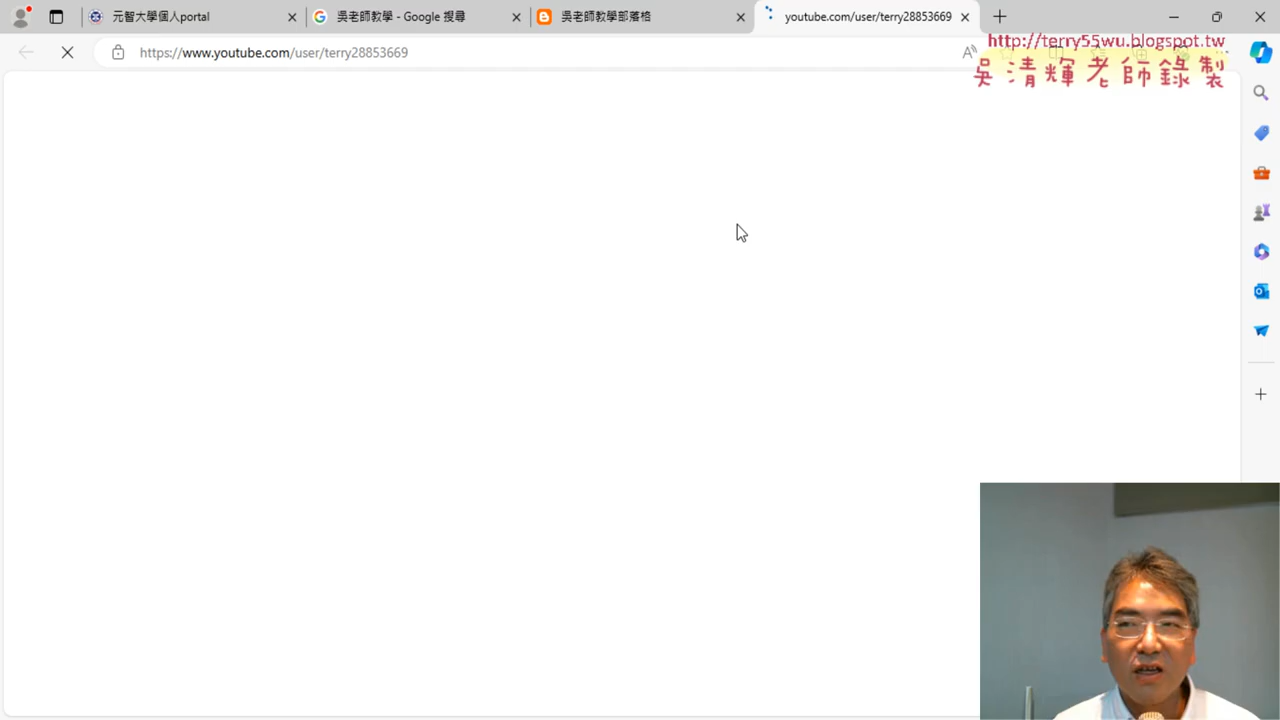 元智大學個人portal
吳老師教學 - Google 搜尋
吳老師教學部落格
youtube.com/user/terry28853669
https://www.youtube.com/user/terry28853669
http://terry55wu.blogspot.tw
吳清輝老師錄製